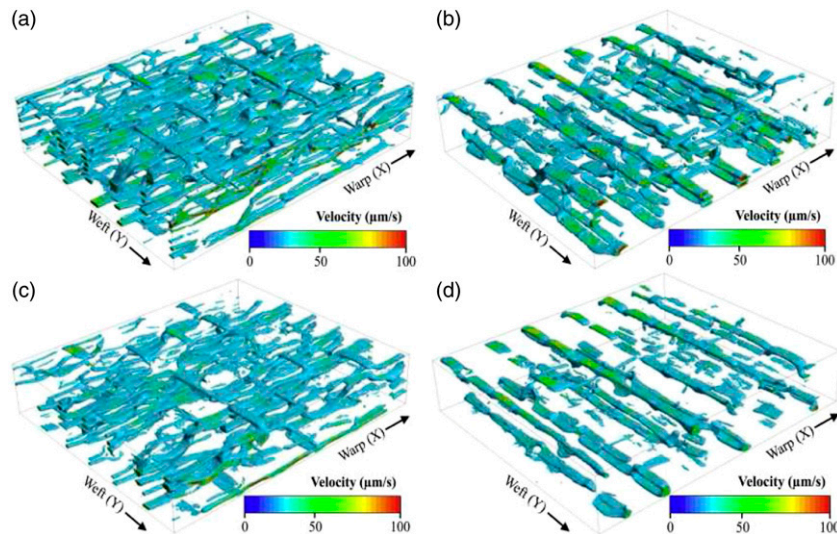 (a)
Warp (X)
Weft (Y)
Velocity (μm/s)
0 50 100
(b)
Warp (X)
Weft (Y)
Velocity (μm/s)
0 50 100
(c)
Warp (X)
Weft (Y)
Velocity (μm/s)
0 50 100
(d)
Warp (X)
Weft (Y)
Velocity (μm/s)
0 50 100